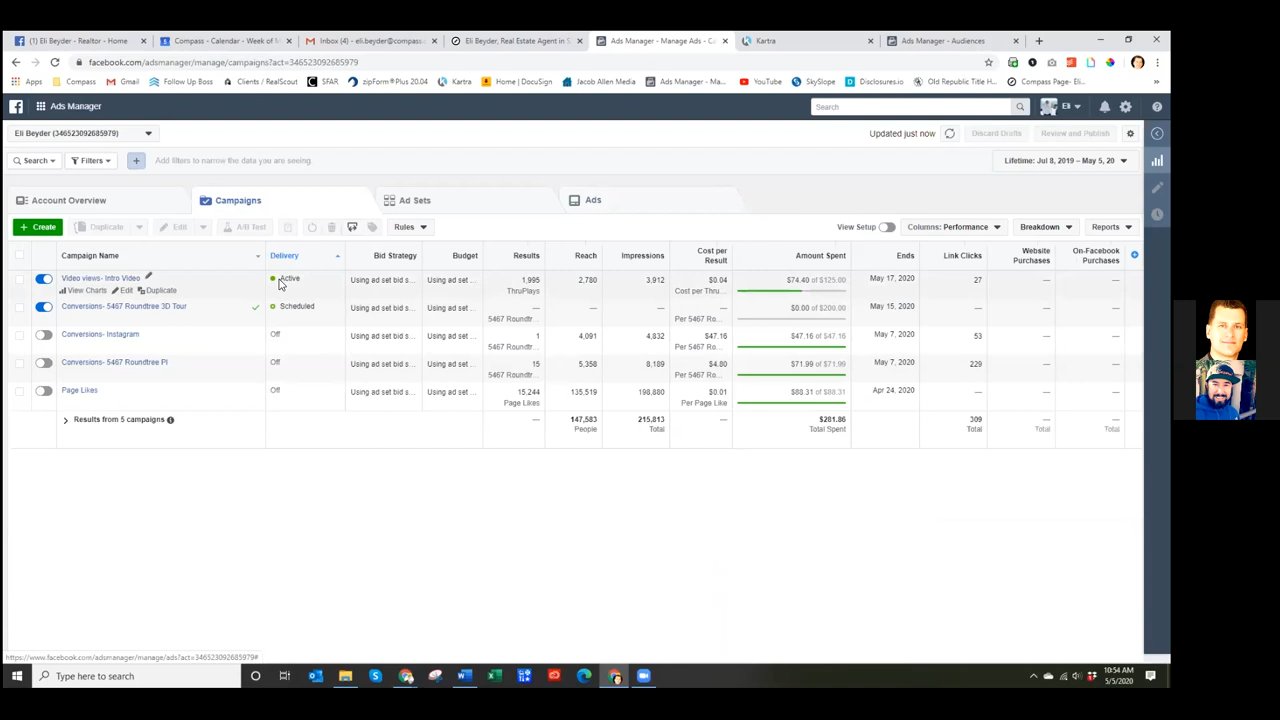 (1) Eli Beyder - Realtor - Home
Compass - Calendar - Week of M
Inbox (4) - eli.beyder@compass.
Eli Beyder, Real Estate Agent in S
Ads Manager - Manage Ads - Ca
Kartra
Ads Manager - Audiences
facebook.com/adsmanager/manage/campaigns?act=346523092685979
Apps
Compass
Gmail
Follow Up Boss
Clients / RealScout
SFAR
zipForm®Plus 20.04
Kartra
Home | DocuSign
Jacob Allen Media
Ads Manager - Ma...
YouTube
SkySlope
Disclosures.io
Old Republic Title H...
Compass Page- Eli...
Ads Manager
Search
Eli
Eli Beyder (346523092685979)
Updated just now
Discard Drafts
Review and Publish
Search
Filters
Add filters to narrow the data you are seeing.
Lifetime: Jul 8, 2019 – May 5, 20
Account Overview
Campaigns
Ad Sets
Ads
+ Create
Duplicate
Edit
A/B Test
Rules
View Setup
Columns: Performance
Breakdown
Reports
Campaign Name
Delivery
Bid Strategy
Budget
Results
Reach
Impressions
Cost per
Result
Amount Spent
Ends
Link Clicks
Website
Purchases
On-Facebook
Purchases
Video views- Intro Video
View Charts
Edit
Duplicate
Active
Using ad set bid s...
Using ad set ...
1,995
ThruPlays
2,780
3,912
$0.04
Cost per Thru...
$74.40 of $125.00
May 17, 2020
27
—
—
Conversions- 5467 Roundtree 3D Tour
Scheduled
Using ad set bid s...
Using ad set ...
—
5467 Roundtr...
—
—
—
Per 5467 Ro...
$0.00 of $200.00
May 15, 2020
—
—
—
Conversions- Instagram
Off
Using ad set bid s...
Using ad set ...
1
5467 Roundtr...
4,091
4,832
$47.16
Per 5467 Ro...
$47.16 of $47.16
May 7, 2020
53
—
—
Conversions- 5467 Roundtree Pl
Off
Using ad set bid s...
Using ad set ...
15
5467 Roundtr...
5,358
8,189
$4.80
Per 5467 Ro...
$71.99 of $71.99
May 7, 2020
229
—
—
Page Likes
Off
Using ad set bid s...
Using ad set ...
15,244
Page Likes
135,519
198,880
$0.01
Per Page Like
$88.31 of $88.31
Apr 24, 2020
—
—
—
Results from 5 campaigns
—
147,583
People
215,813
Total
—
$281.86
Total Spent
309
Total
—
Total
—
Total
https://www.facebook.com/adsmanager/manage/ads?act=346523092685979#
Type here to search
10:54 AM
5/5/2020